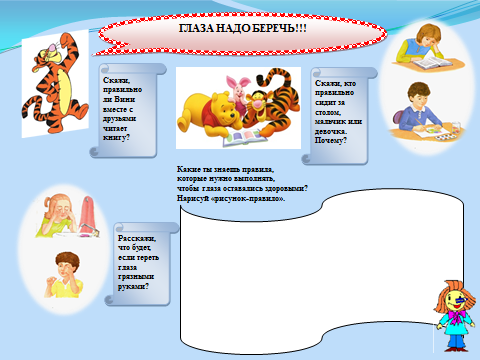 ГЛАЗА НАДО БЕРЕЧЬ!!!
Скажи,
правильно
ли Вини
вместе с
друзьями
читает
книгу?
Скажи, кто
правильно
сидит за
столом,
мальчик или
девочка.
Почему?
Какие ты знаешь правила,
которые нужно выполнять,
чтобы глаза оставались здоровыми?
Нарисуй «рисунок–правило».
Расскажи,
что будет,
если тереть
глаза
грязными
руками?